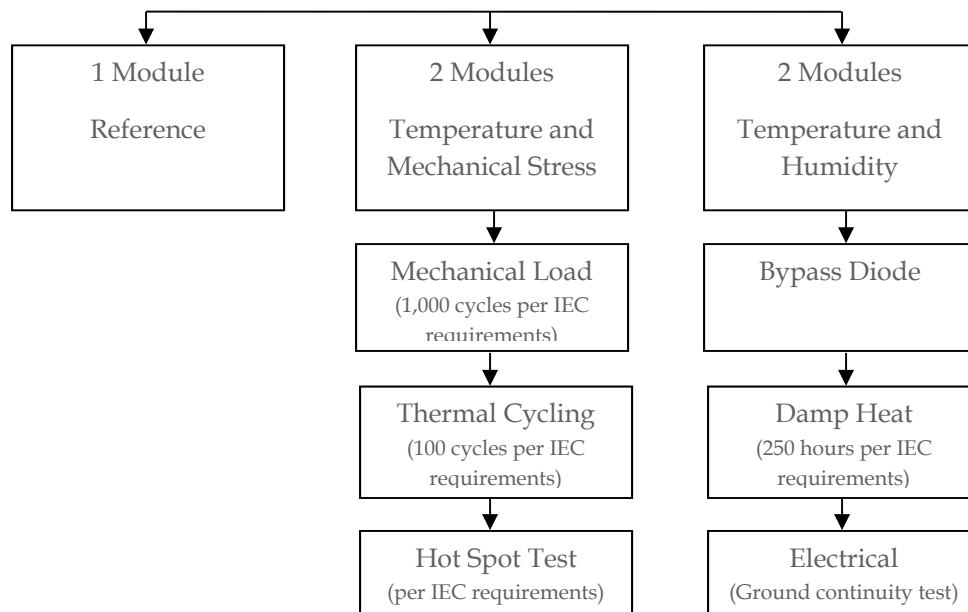 1 Module
Reference
2 Modules
Temperature and
Mechanical Stress
2 Modules
Temperature and
Humidity
Mechanical Load
(1,000 cycles per IEC
requirements)
Bypass Diode
Thermal Cycling
(100 cycles per IEC
requirements)
Damp Heat
(250 hours per IEC
requirements)
Hot Spot Test
(per IEC requirements)
Electrical
(Ground continuity test)